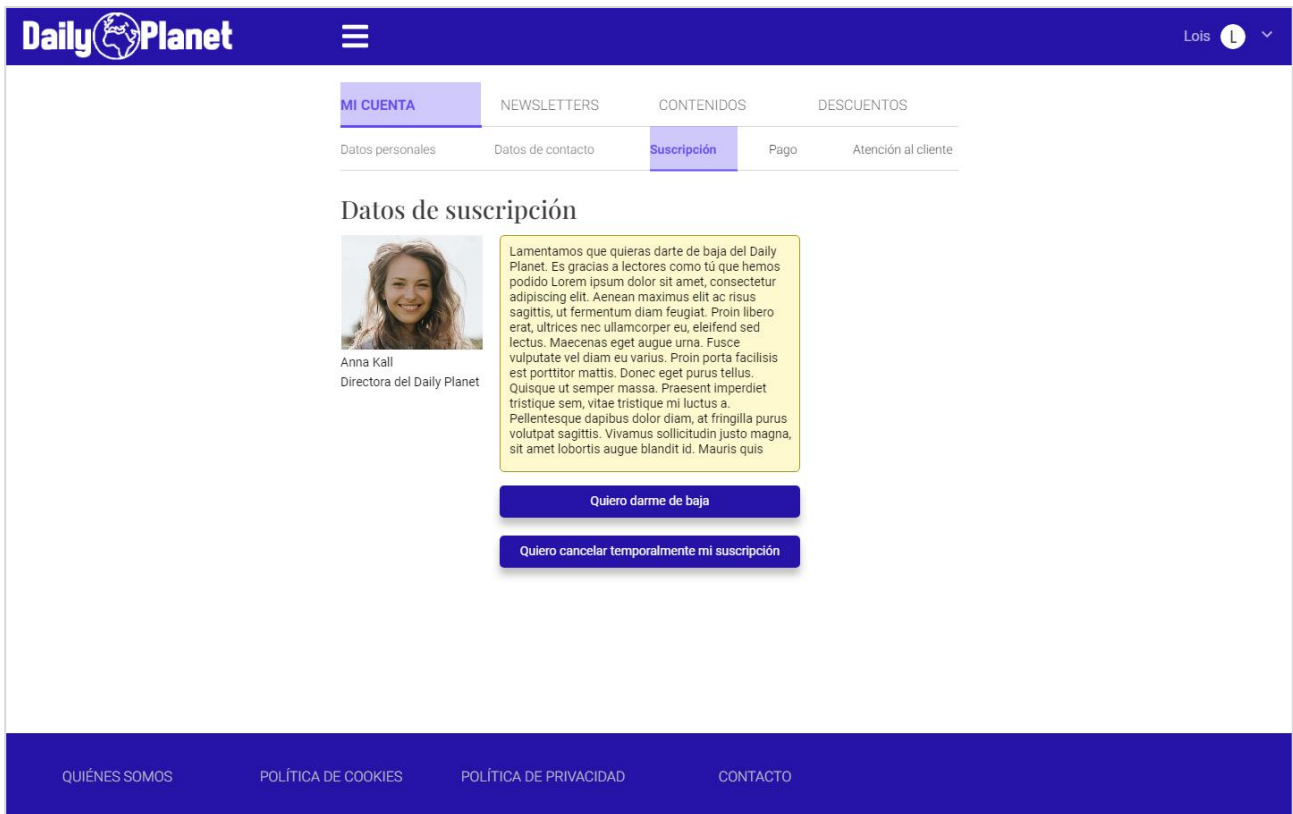 Daily Planet
Lois L
MI CUENTA NEWSLETTERS CONTENIDOS DESCUENTOS
Datos personales Datos de contacto Suscripción Pago Atención al cliente
Datos de suscripción
Lamentamos que quieras darte de baja del Daily
Planet. Es gracias a lectores como tú que hemos
podido Lorem ipsum dolor sit amet, consectetur
adipiscing elit. Aenean maximus elit ac risus
sagittis, ut fermentum diam feugiat. Proin libero
erat, ultrices nec ullamcorper eu, eleifend sed
lectus. Maecenas eget augue urna. Fusce
vulputate vel diam eu varius. Proin porta facilisis
est porttitor mattis. Donec eget purus tellus.
Quisque ut semper massa. Praesent imperdiet
tristique sem, vitae tristique mi luctus a.
Pellentesque dapibus dolor diam, at fringilla purus
volutpat sagittis. Vivamus sollicitudin justo magna,
sit amet lobortis augue blandit id. Mauris quis
Anna Kall
Directora del Daily Planet
Quiero darme de baja
Quiero cancelar temporalmente mi suscripción
QUIÉNES SOMOS POLÍTICA DE COOKIES POLÍTICA DE PRIVACIDAD CONTACTO